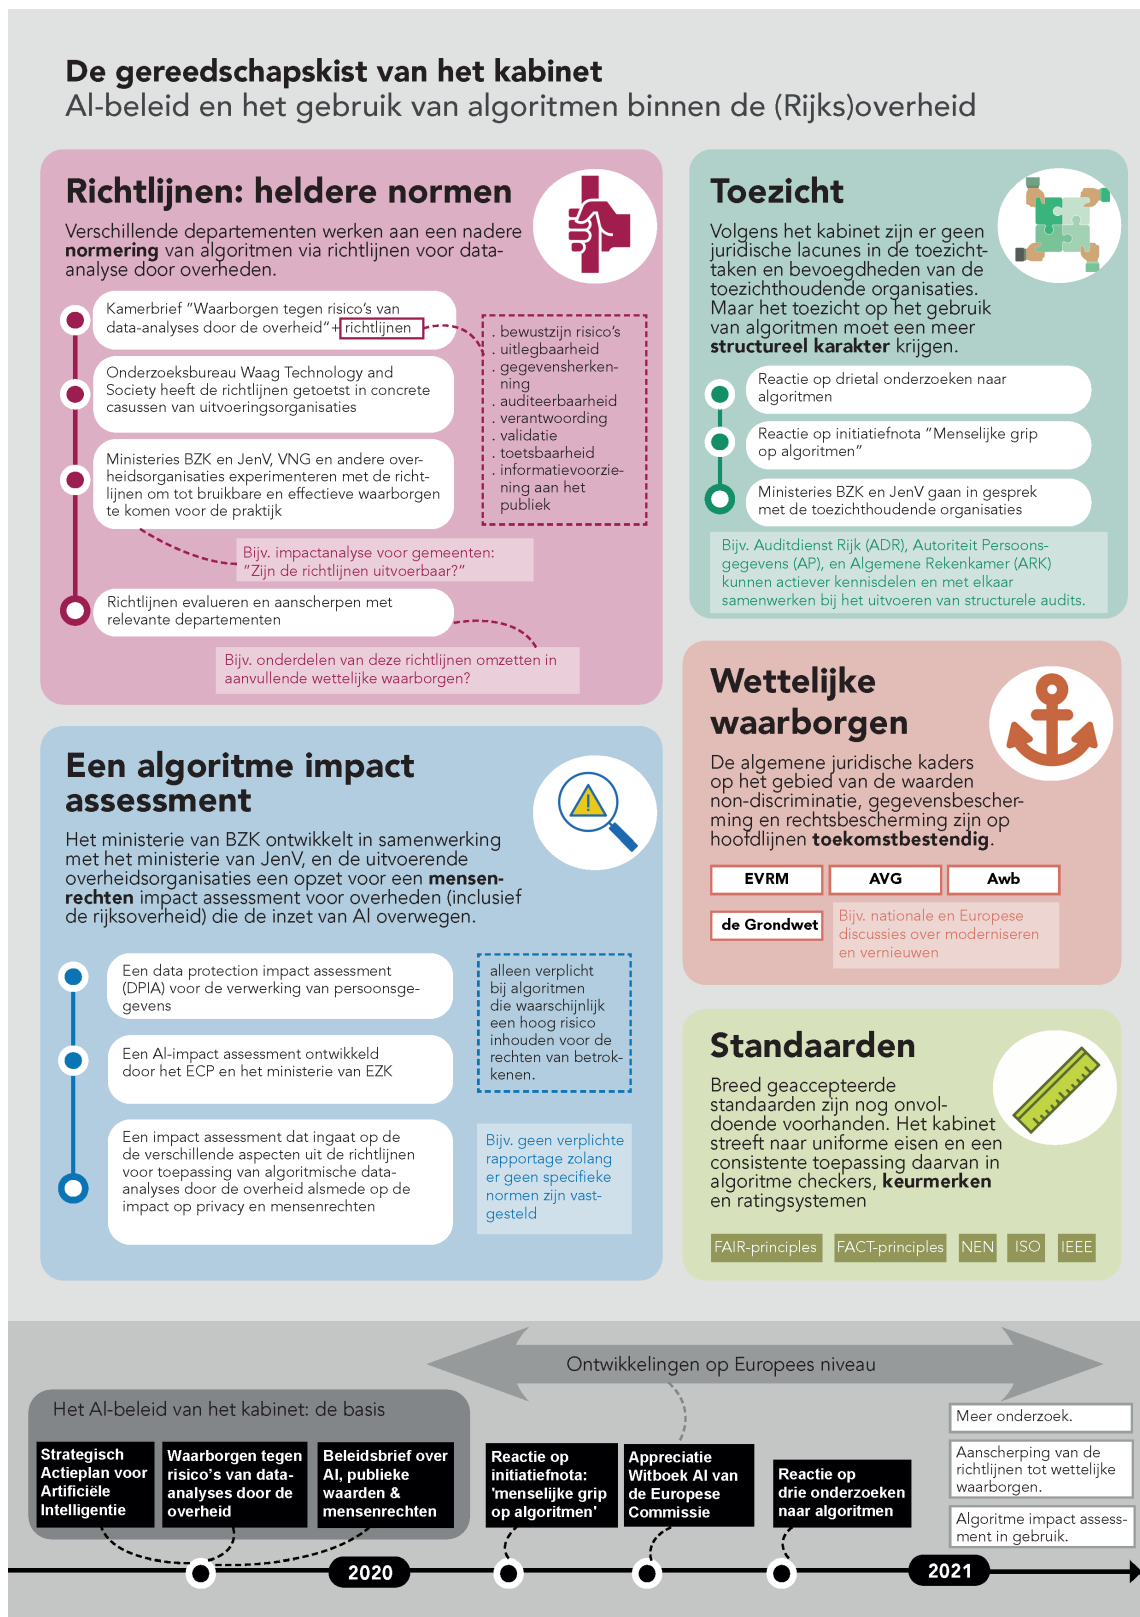 De gereedschapskist van het kabinet
AI-beleid en het gebruik van algoritmen binnen de (Rijks)overheid
Richtlijnen: heldere normen
Verschillende departementen werken aan een nadere
normering van algoritmen via richtlijnen voor data-
analyse door overheden.
Kamerbrief “Waarborgen tegen risico’s van
data-analyses door de overheid“+ richtlijnen
. bewustzijn risico’s
. uitlegbaarheid
. gegevensherken-
ning
. auditeerbaarheid
. verantwoording
. validatie
. toetsbaarheid
. informatievoorzie-
ning aan het
publiek
Onderzoeksbureau Waag Technology and
Society heeft de richtlijnen getoetst in concrete
casussen van uitvoeringsorganisaties
Ministeries BZK en JenV, VNG en andere over-
heidsorganisaties experimenteren met de richt-
lijnen om tot bruikbare en effectieve waarborgen
te komen voor de praktijk
Bijv. impactanalyse voor gemeenten:
“Zijn de richtlijnen uitvoerbaar?”
Richtlijnen evalueren en aanscherpen met
relevante departementen
Bijv. onderdelen van deze richtlijnen omzetten in
aanvullende wettelijke waarborgen?
Toezicht
Volgens het kabinet zijn er geen
juridische lacunes in de toezicht-
taken en bevoegdheden van de
toezichthoudende organisaties.
Maar het toezicht op het gebruik
van algoritmen moet een meer
structureel karakter krijgen.
Reactie op drietal onderzoeken naar
algoritmen
Reactie op initiatiefnota “Menselijke grip
op algoritmen”
Ministeries BZK en JenV gaan in gesprek
met de toezichthoudende organisaties
Bijv. Auditdienst Rijk (ADR), Autoriteit Persoons-
gegevens (AP), en Algemene Rekenkamer (ARK)
kunnen actiever kennisdelen en met elkaar
samenwerken bij het uitvoeren van structurele audits.
Een algoritme impact
assessment
Het ministerie van BZK ontwikkelt in samenwerking
met het ministerie van JenV, en de uitvoerende
overheidsorganisaties een opzet voor een mensen-
rechten impact assessment voor overheden (inclusief
de rijksoverheid) die de inzet van AI overwegen.
Een data protection impact assessment
(DPIA) voor de verwerking van persoonsge-
gevens
alleen verplicht
bij algoritmen
die waarschijnlijk
een hoog risico
inhouden voor de
rechten van betrok-
kenen.
Een AI-impact assessment ontwikkeld
door het ECP en het ministerie van EZK
Een impact assessment dat ingaat op de
de verschillende aspecten uit de richtlijnen
voor toepassing van algoritmische data-
analyses door de overheid alsmede op de
impact op privacy en mensenrechten
Bijv. geen verplichte
rapportage zolang
er geen specifieke
normen zijn vast-
gesteld
Wettelijke
waarborgen
De algemene juridische kaders
op het gebied van de waarden
non-discriminatie, gegevensbescher-
ming en rechtsbescherming zijn op
hoofdlijnen toekomstbestendig.
EVRM AVG Awb
de Grondwet
Bijv. nationale en Europese
discussies over moderniseren
en vernieuwen
Standaarden
Breed geaccepteerde
standaarden zijn nog onvol-
doende voorhanden. Het kabinet
streeft naar uniforme eisen en een
consistente toepassing daarvan in
algoritme checkers, keurmerken
en ratingsystemen
FAIR-principles FACT-principles NEN ISO IEEE
Ontwikkelingen op Europees niveau
Het AI-beleid van het kabinet: de basis
Strategisch
Actieplan voor
Artificiële
Intelligentie
Waarborgen tegen
risico’s van data-
analyses door de
overheid
Beleidsbrief over
AI, publieke
waarden &
mensenrechten
Reactie op
initiatiefnota:
'menselijke grip
op algoritmen'
Appreciatie
Witboek AI van
de Europese
Commissie
Reactie op
drie onderzoeken
naar algoritmen
Meer onderzoek.
Aanscherping van de
richtlijnen tot wettelijke
waarborgen.
Algoritme impact assess-
ment in gebruik.
2020
2021